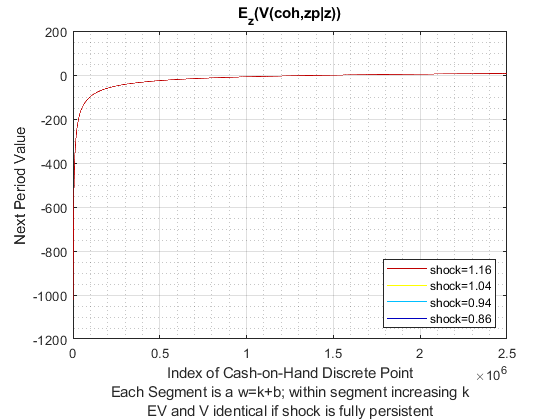 E_z(V(coh,zp|z))
200
0
-200
-400
-600
-800
-1000
-1200
Next Period Value
shock=1.16
shock=1.04
shock=0.94
shock=0.86
0 0.5 1 1.5 2 2.5
×10^6
Index of Cash-on-Hand Discrete Point
Each Segment is a w=k+b; within segment increasing k
EV and V identical if shock is fully persistent